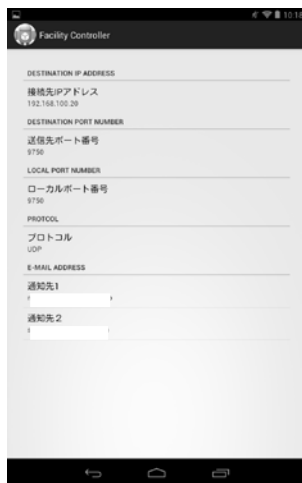 10:18
Facility Controller
DESTINATION IP ADDRESS
接続先IPアドレス
192.168.100.20
DESTINATION PORT NUMBER
送信先ポート番号
9750
LOCAL PORT NUMBER
ローカルポート番号
9750
PROTCOL
プロトコル
UDP
E-MAIL ADDRESS
通知先1
通知先２